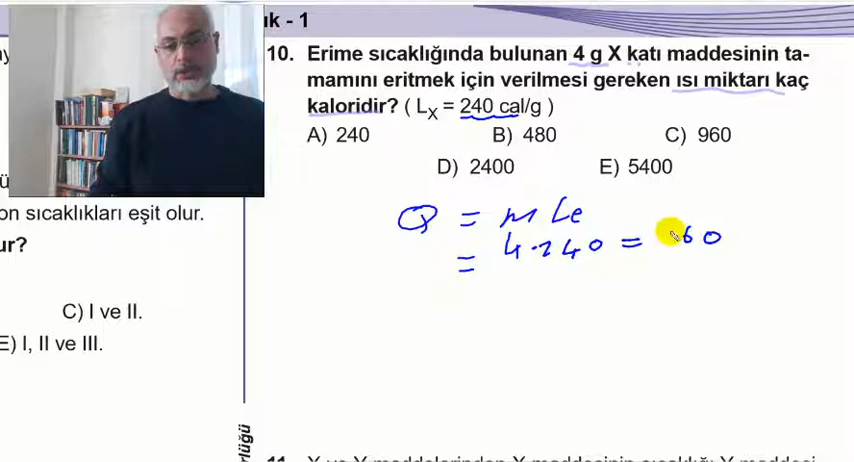 ık - 1
10. Erime sıcaklığında bulunan 4 g X katı maddesinin ta-
mamını eritmek için verilmesi gereken ısı miktarı kaç
kaloridir? ( LX = 240 cal/g )
A) 240 B) 480 C) 960
D) 2400 E) 5400
Q = m Le
= 4.240 = 60
on sıcaklıkları eşit olur.
ur?
C) I ve II.
E) I, II ve III.
rlüğü